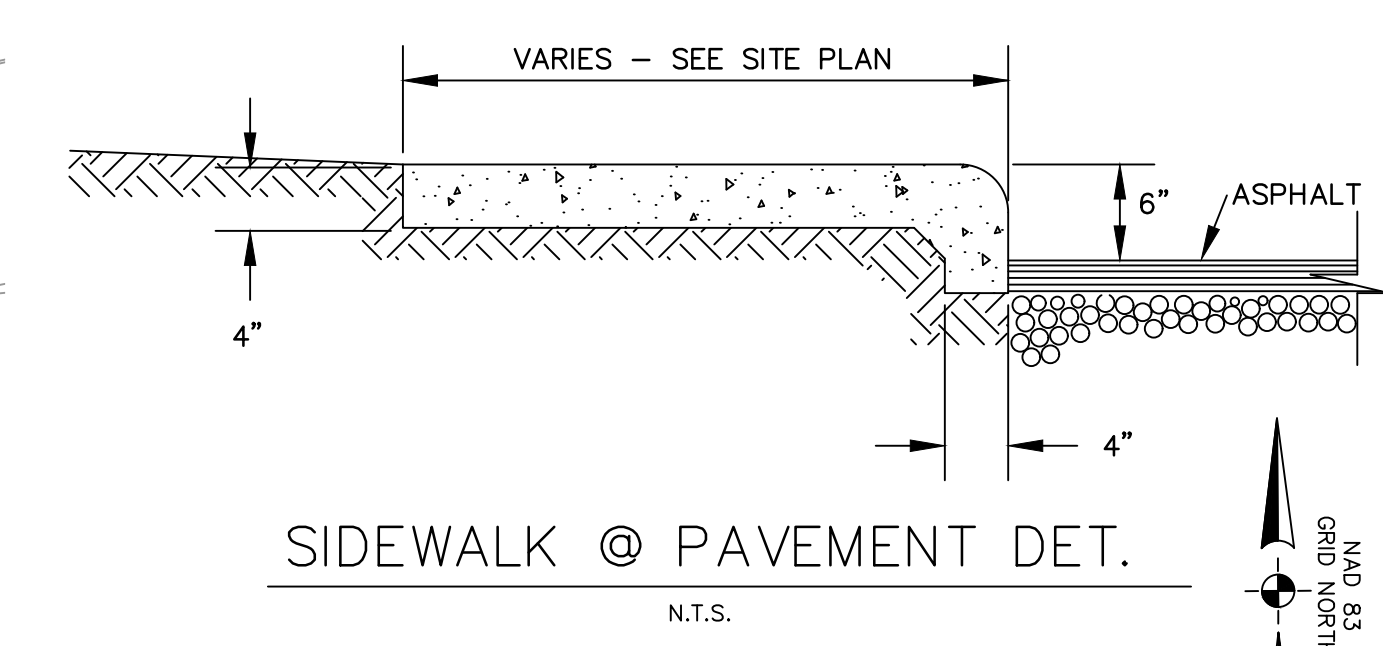 VARIES – SEE SITE PLAN
6”
ASPHALT
4”
4”
SIDEWALK @ PAVEMENT DET.
N.T.S.
NAD 83
GRID NORTH